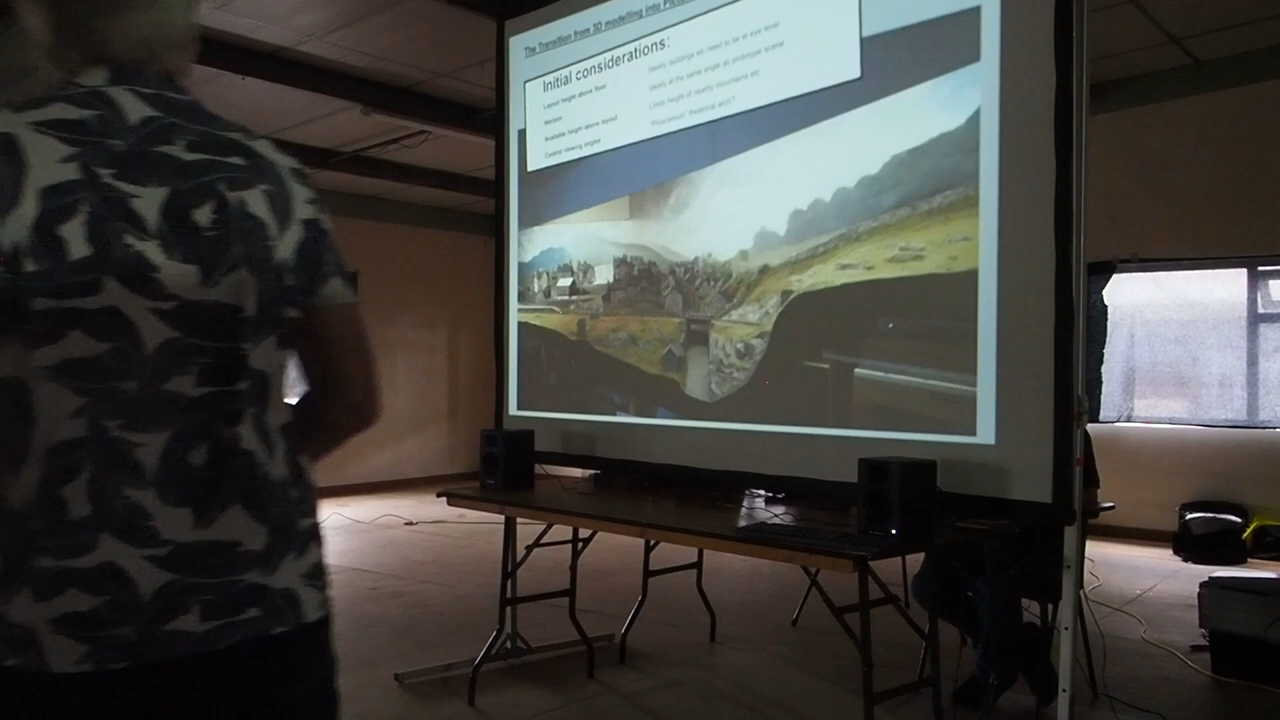 The Transition from 3D modelling into
Initial considerations:
Layout height above floor
Ideally, buildings etc need to be at eye level
Horizon
Ideally at the same angle as prototype scene
Available height above layout
Limits height of nearby mountains etc
Control viewing angles
"Proscenium" theatrical arch?